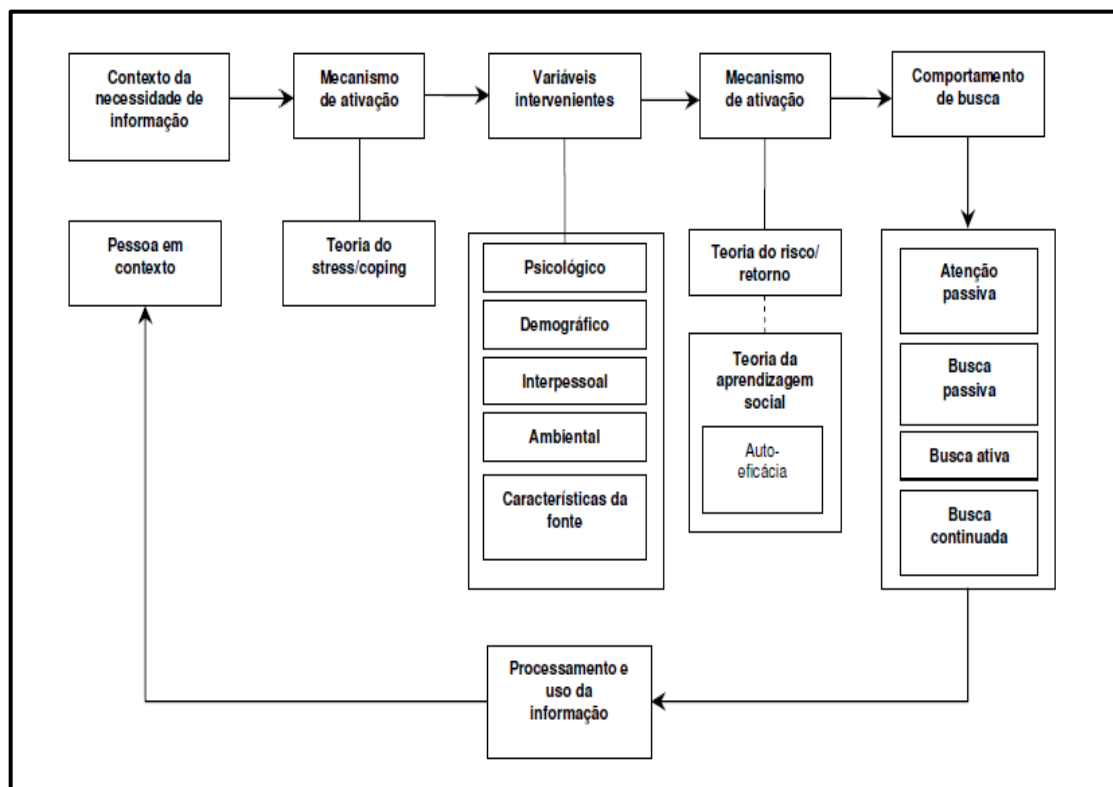 Contexto da
necessidade de
informação
Mecanismo
de ativação
Variáveis
intervenientes
Mecanismo
de ativação
Comportamento
de busca
Pessoa em
contexto
Teoria do
stress/coping
Psicológico
Demográfico
Interpessoal
Ambiental
Características da
fonte
Teoria do risco/
retorno
Teoria da
aprendizagem
social
Auto-
eficácia
Atenção
passiva
Busca
passiva
Busca ativa
Busca
continuada
Processamento e
uso da
informação